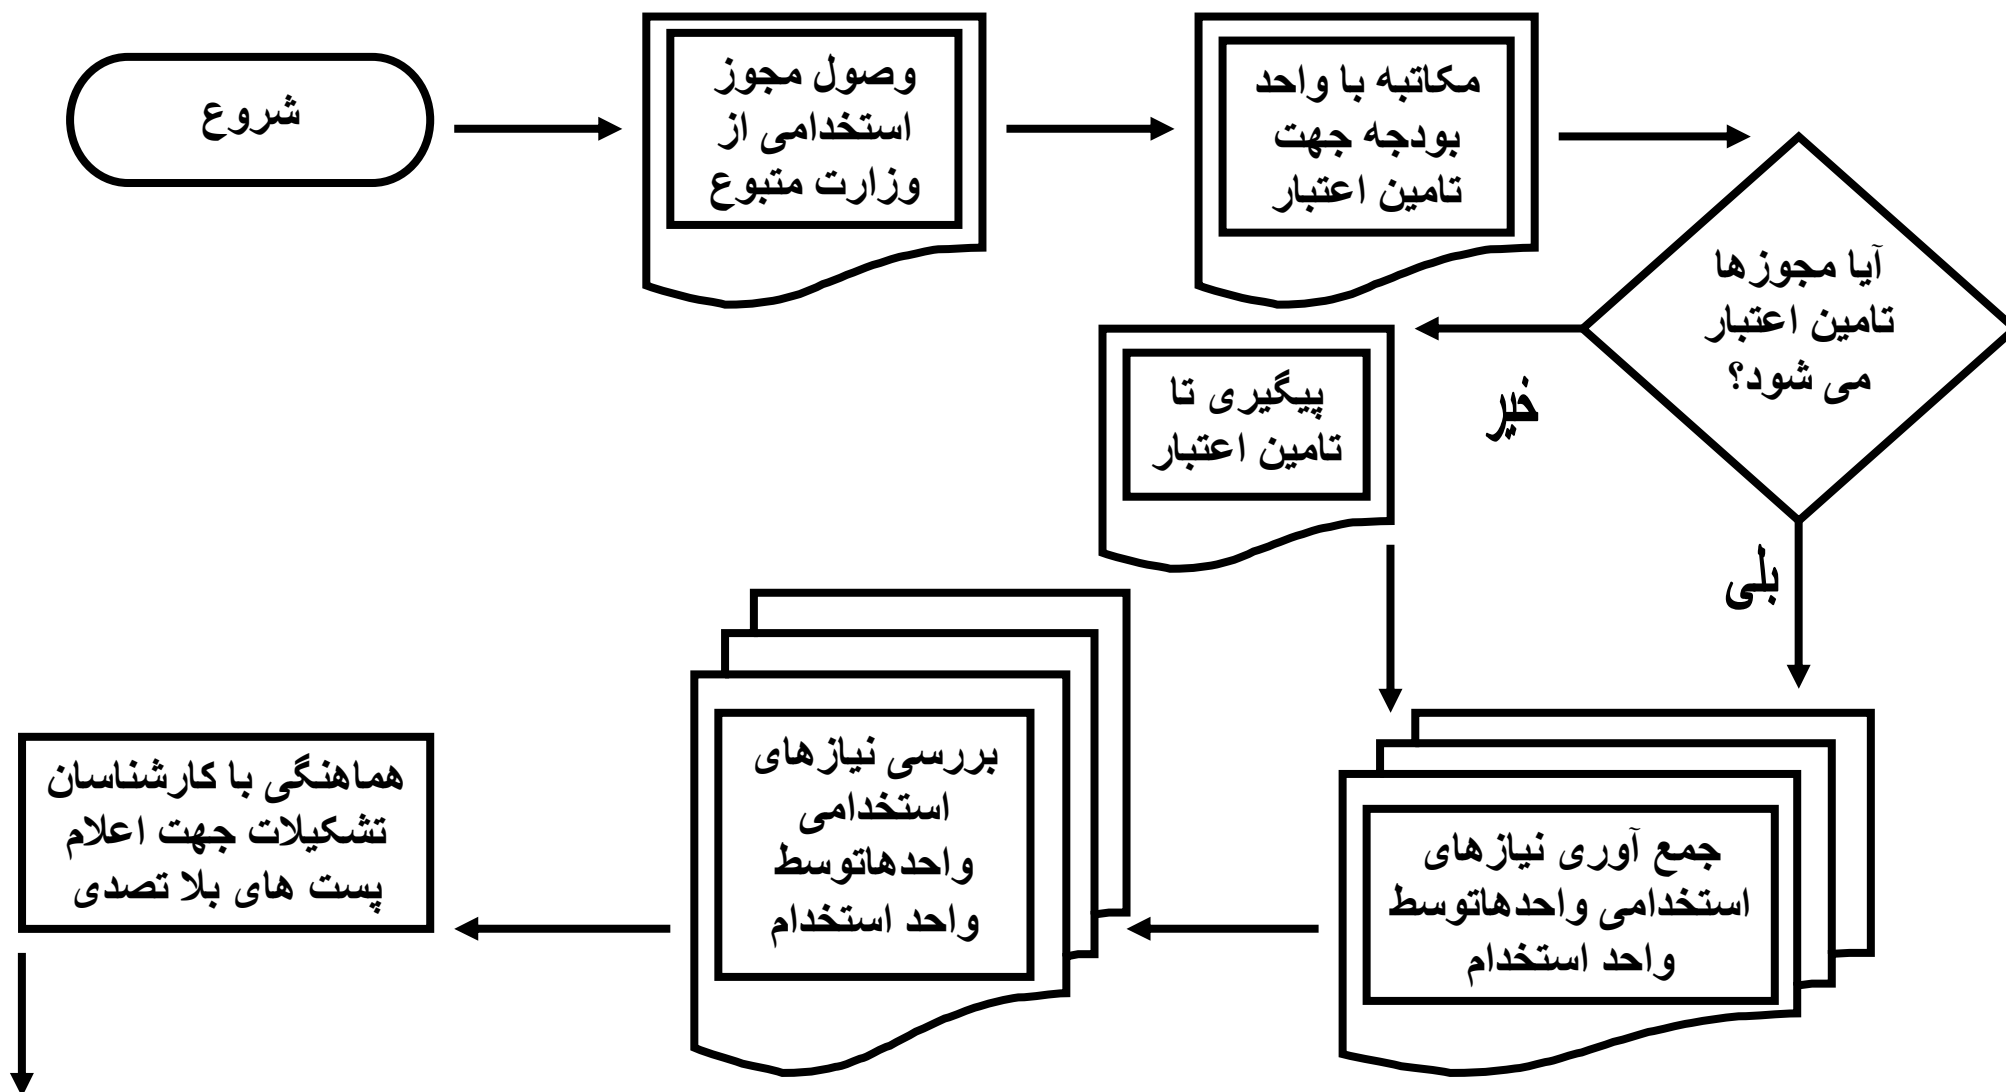 شروع
وصول مجوز
استخدامی از
وزارت متبوع
مکاتبه با واحد
بودجه جهت
تامین اعتبار
آیا مجوزها
تامین اعتبار
می شود؟
خیر
پیگیری تا
تامین اعتبار
بلی
جمع آوری نیازهای
استخدامی واحدهاتوسط
واحد استخدام
بررسی نیازهای
استخدامی
واحدهاتوسط
واحد استخدام
هماهنگی با کارشناسان
تشکیلات جهت اعلام
پست های بلا تصدی